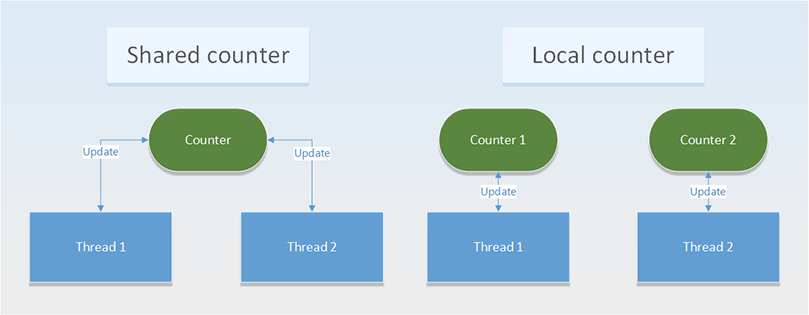 Shared counter
Local counter
Counter
Update
Update
Thread 1
Thread 2
Counter 1
Counter 2
Update
Update
Thread 1
Thread 2